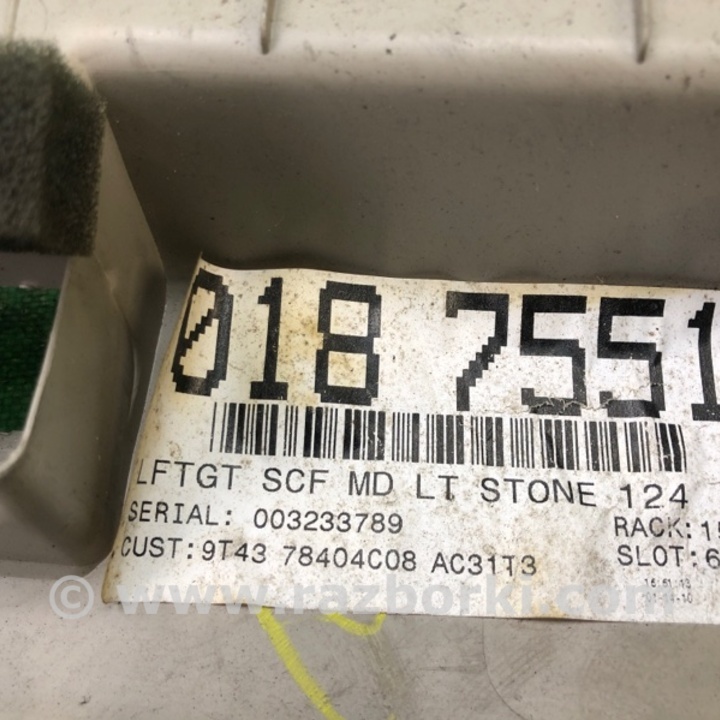 018 7551
LFTGT SCF MD LT STONE 124
SERIAL: 003233789 RACK:15
CUST:9T43 78404C08 AC31T3 SLOT:6
© www.razborki.com